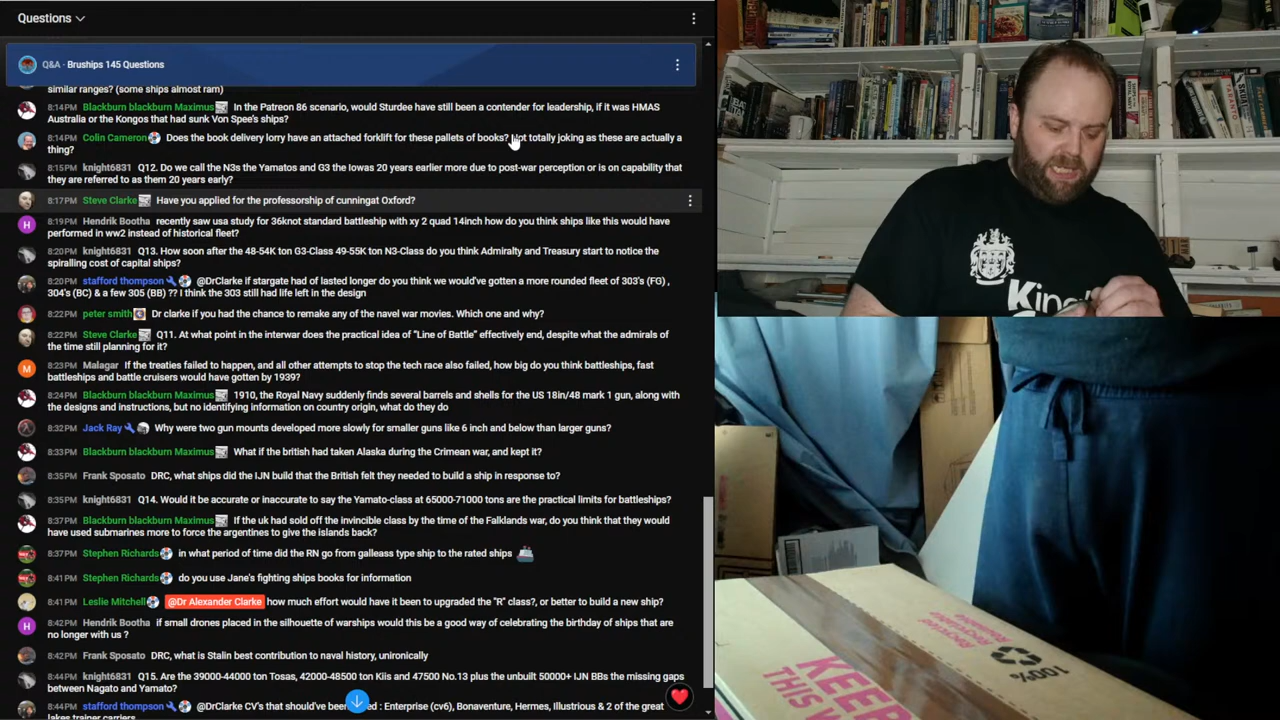 Questions
Q&A · Bruships 145 Questions
similar ranges? (some ships almost ram)
8:14PM Blackburn blackburn Maximus In the Patreon 86 scenario, would Sturdee have still been a contender for leadership, if it was HMAS
Australia or the Kongos that had sunk Von Spee's ships?
8:14PM Colin Cameron Does the book delivery lorry have an attached forklift for these pallets of books? Not totally joking as these are actually a
thing?
8:15PM knight6831 Q12. Do we call the N3s the Yamatos and G3 the Iowas 20 years earlier more due to post-war perception or is on capability that
they are referred to as them 20 years early?
8:17PM Steve Clarke Have you applied for the professorship of cunningat Oxford?
8:19PM Hendrik Bootha recently saw usa study for 36knot standard battleship with xy 2 quad 14inch how do you think ships like this would have
performed in ww2 instead of historical fleet?
8:20PM knight6831 Q13. How soon after the 48-54K ton G3-Class 49-55K ton N3-Class do you think Admiralty and Treasury start to notice the
spiralling cost of capital ships?
8:20PM stafford thompson @DrClarke if stargate had of lasted longer do you think we would've gotten a more rounded fleet of 303's (FG) ,
304's (BC) & a few 305 (BB) ?? I think the 303 still had life left in the design
8:22PM peter smith Dr clarke if you had the chance to remake any of the navel war movies. Which one and why?
8:22PM Steve Clarke Q11. At what point in the interwar does the practical idea of "Line of Battle" effectively end, despite what the admirals of
the time still planning for it?
8:23PM Malagar If the treaties failed to happen, and all other attempts to stop the tech race also failed, how big do you think battleships, fast
battleships and battle cruisers would have gotten by 1939?
8:24PM Blackburn blackburn Maximus 1910, the Royal Navy suddenly finds several barrels and shells for the US 18in/48 mark 1 gun, along with
the designs and instructions, but no identifying information on country origin, what do they do
8:32PM Jack Ray Why were two gun mounts developed more slowly for smaller guns like 6 inch and below than larger guns?
8:33PM Blackburn blackburn Maximus What if the british had taken Alaska during the Crimean war, and kept it?
8:35PM Frank Sposato DRC, what ships did the IJN build that the British felt they needed to build a ship in response to?
8:35PM knight6831 Q14. Would it be accurate or inaccurate to say the Yamato-class at 65000-71000 tons are the practical limits for battleships?
8:37PM Blackburn blackburn Maximus If the uk had sold off the invincible class by the time of the Falklands war, do you think that they would
have used submarines more to force the argentines to give the islands back?
8:37PM Stephen Richards in what period of time did the RN go from galleass type ship to the rated ships
8:41PM Stephen Richards do you use Jane's fighting ships books for information
8:41PM Leslie Mitchell @Dr Alexander Clarke how much effort would have it been to upgraded the "R" class?, or better to build a new ship?
8:42PM Hendrik Bootha if small drones placed in the silhouette of warships would this be a good way of celebrating the birthday of ships that are
no longer with us ?
8:42PM Frank Sposato DRC, what is Stalin best contribution to naval history, unironically
8:44PM knight6831 Q15. Are the 39000-44000 ton Tosas, 42000-48500 ton Kiis and 47500 No.13 plus the unbuilt 50000+ IJN BBs the missing gaps
between Nagato and Yamato?
8:44PM stafford thompson @DrClarke CV's that should've been : Enterprise (cv6), Bonaventure, Hermes, Illustrious & 2 of the great
lakes trainer carriers
TARANTO
King
KEEP
THIS
100%